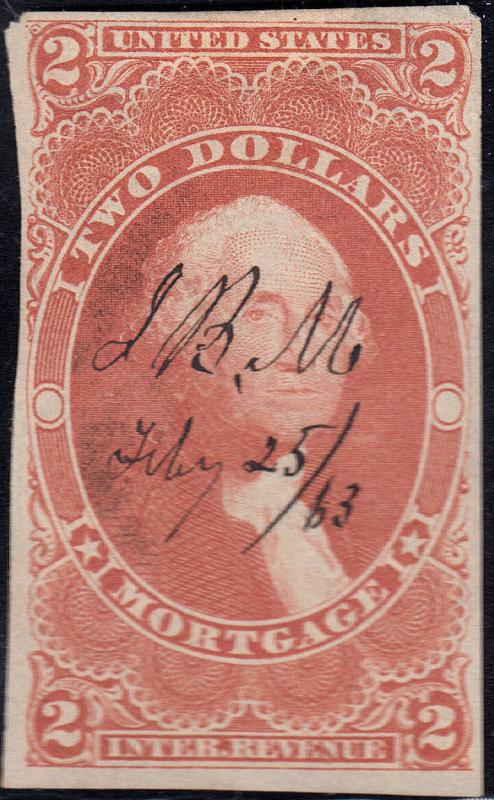 2 UNITED STATES 2
TWO DOLLARS
J B. M
Feby 25/63
MORTGAGE
2 INTER. REVENUE 2